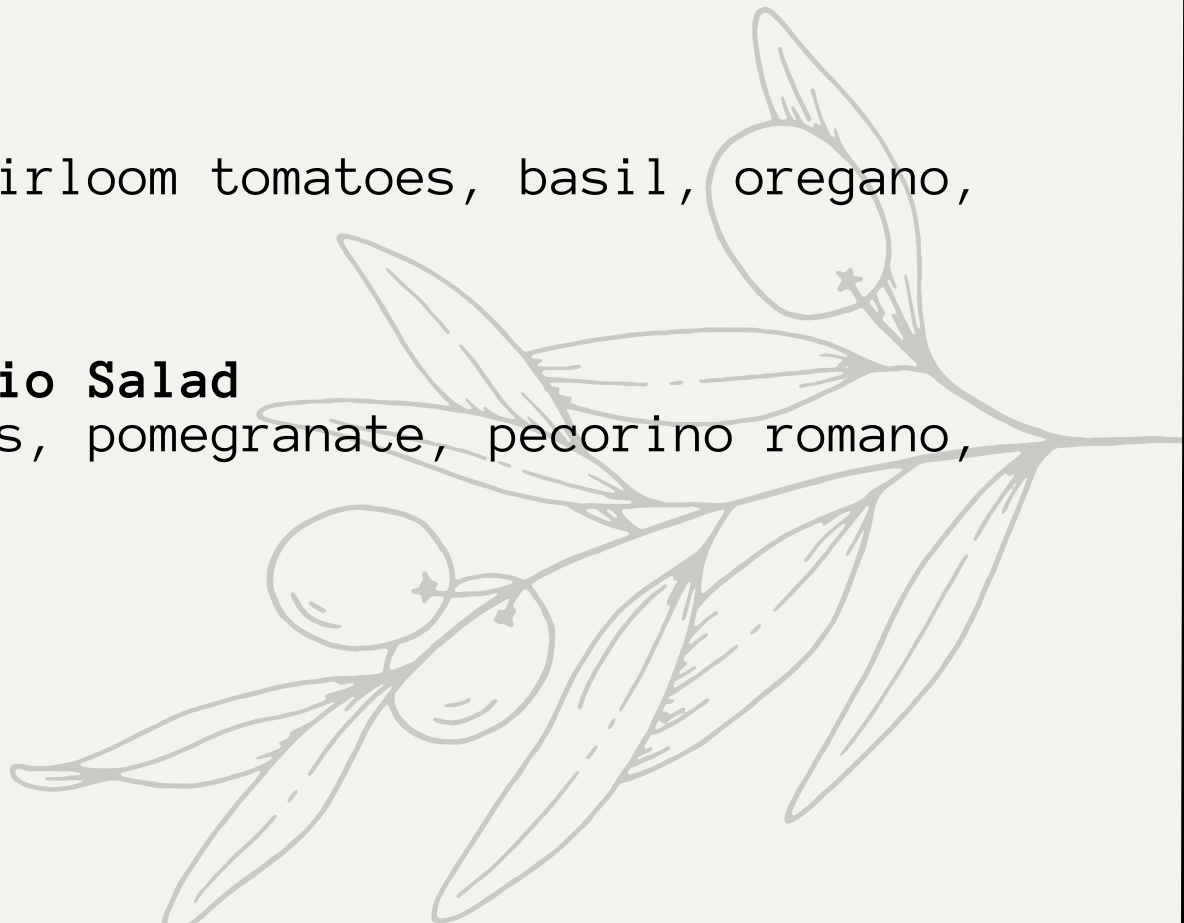 irloom tomatoes, basil, oregano,
io Salad
s, pomegranate, pecorino romano,